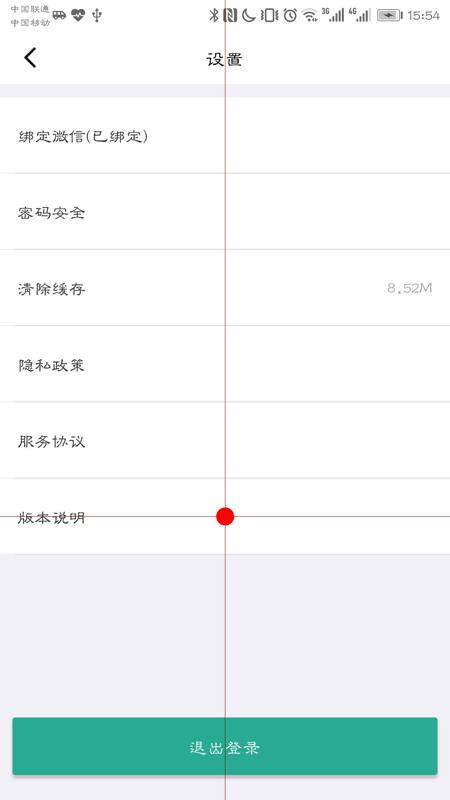 中国联通
中国移动
3G 4G 15:54
设置
绑定微信(已绑定)
密码安全
清除缓存 8.52M
隐私政策
服务协议
版本说明
退出登录